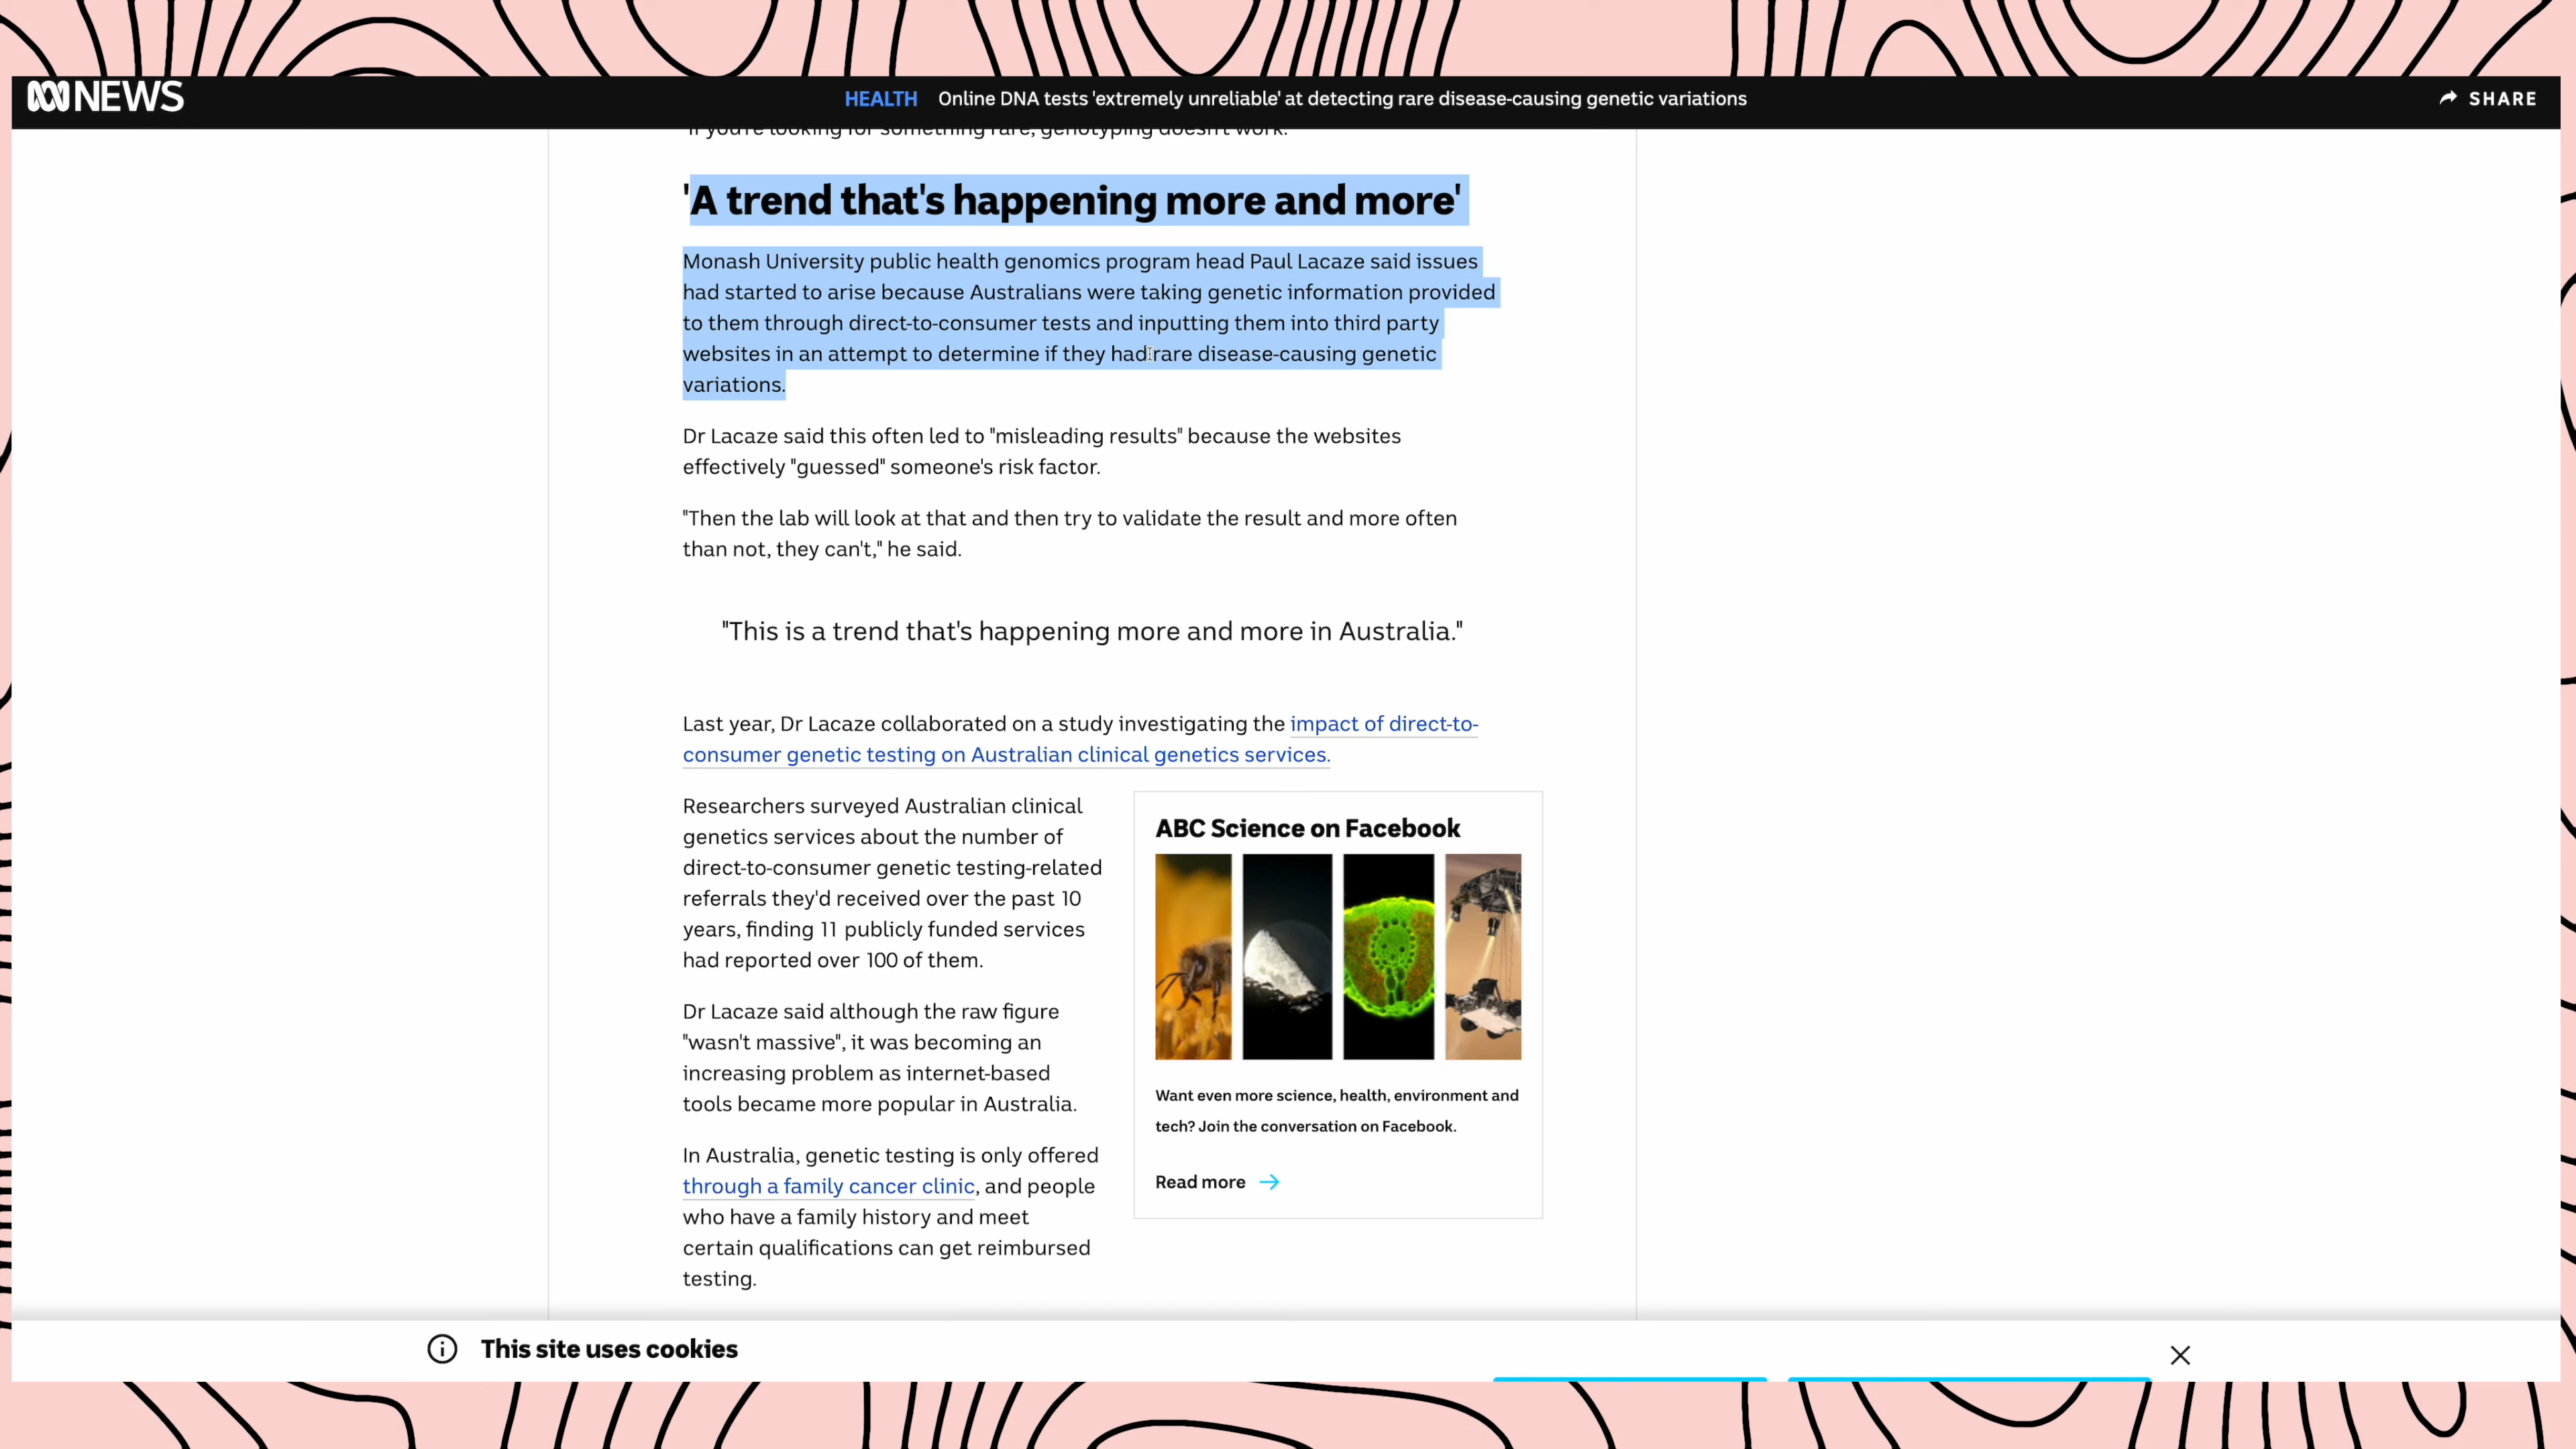 NEWS
HEALTH Online DNA tests 'extremely unreliable' at detecting rare disease-causing genetic variations
SHARE
"If you're looking for something rare, genotyping doesn't work."
'A trend that's happening more and more'
Monash University public health genomics program head Paul Lacaze said issues
had started to arise because Australians were taking genetic information provided
to them through direct-to-consumer tests and inputting them into third party
websites in an attempt to determine if they had rare disease-causing genetic
variations.
Dr Lacaze said this often led to "misleading results" because the websites
effectively "guessed" someone's risk factor.
"Then the lab will look at that and then try to validate the result and more often
than not, they can't," he said.
"This is a trend that's happening more and more in Australia."
Last year, Dr Lacaze collaborated on a study investigating the impact of direct-to-
consumer genetic testing on Australian clinical genetics services.
Researchers surveyed Australian clinical
genetics services about the number of
direct-to-consumer genetic testing-related
referrals they'd received over the past 10
years, finding 11 publicly funded services
had reported over 100 of them.
Dr Lacaze said although the raw figure
"wasn't massive", it was becoming an
increasing problem as internet-based
tools became more popular in Australia.
In Australia, genetic testing is only offered
through a family cancer clinic, and people
who have a family history and meet
certain qualifications can get reimbursed
testing.
ABC Science on Facebook
Want even more science, health, environment and
tech? Join the conversation on Facebook.
Read more
This site uses cookies